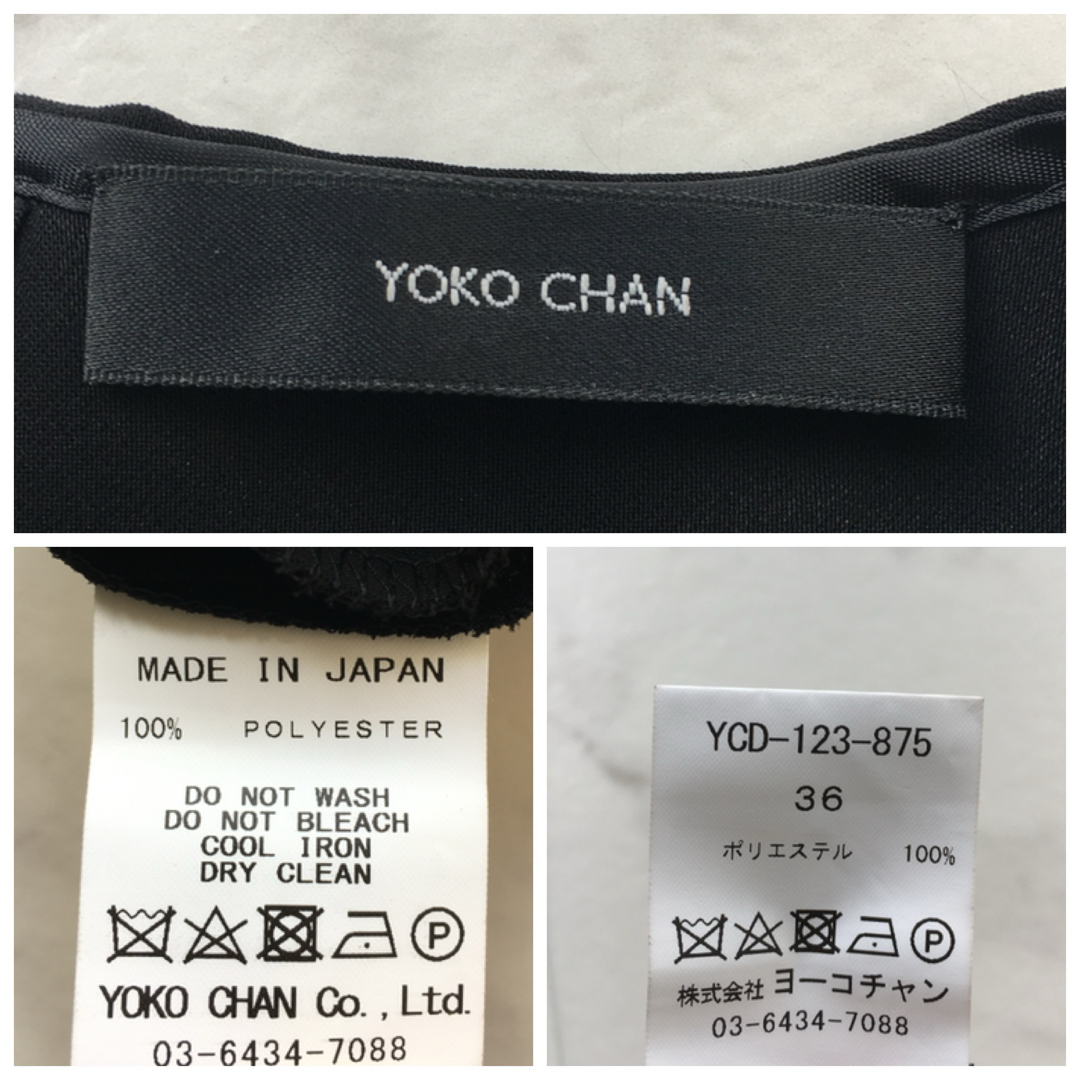 YOKO CHAN
MADE IN JAPAN
100% POLYESTER
DO NOT WASH
DO NOT BLEACH
COOL IRON
DRY CLEAN
P
YOKO CHAN Co., Ltd.
03-6434-7088
YCD-123-875
36
ポリエステル 100%
P
株式会社 ヨーコチャン
03-6434-7088